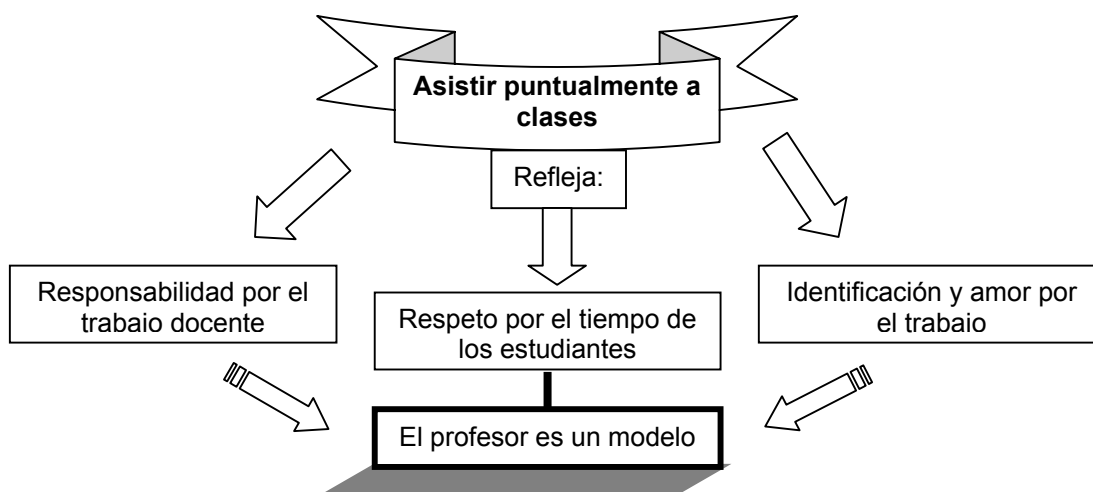 Asistir puntualmente a
clases
Refleja:
Responsabilidad por el
trabajo docente
Respeto por el tiempo de
los estudiantes
Identificación y amor por
el trabajo
El profesor es un modelo